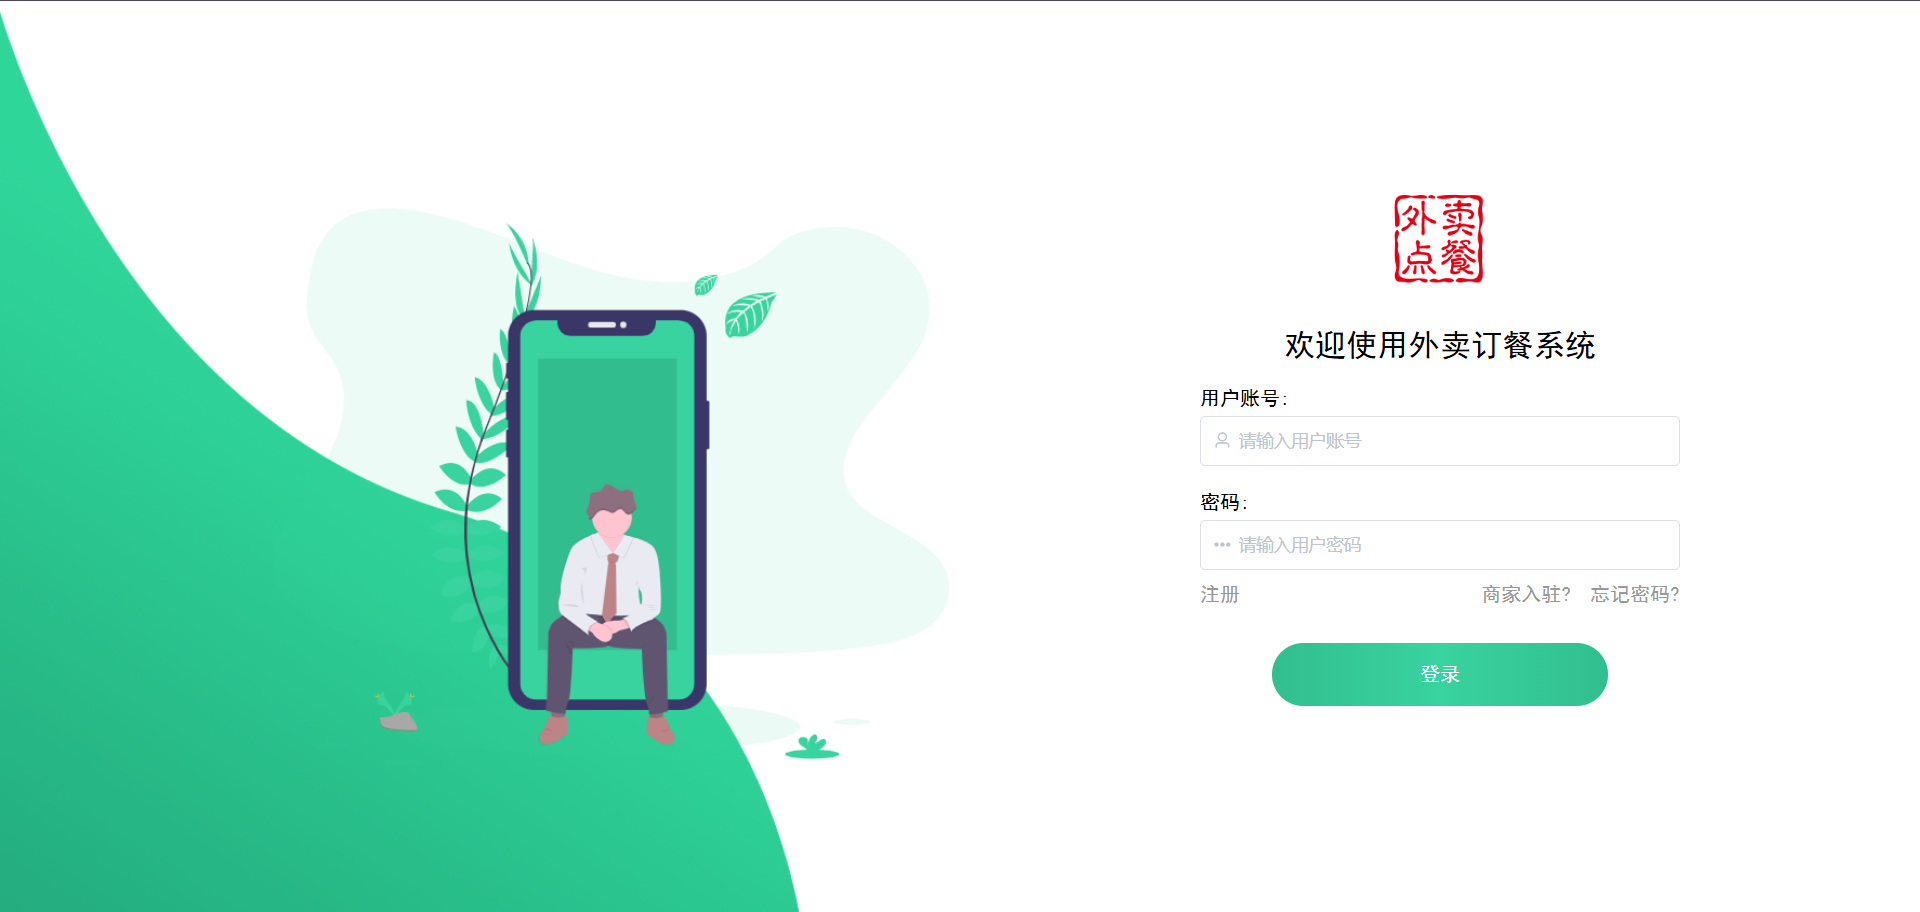 外卖
点餐
欢迎使用外卖订餐系统
用户账号:
请输入用户账号
密码:
请输入用户密码
注册 商家入驻? 忘记密码?
登录